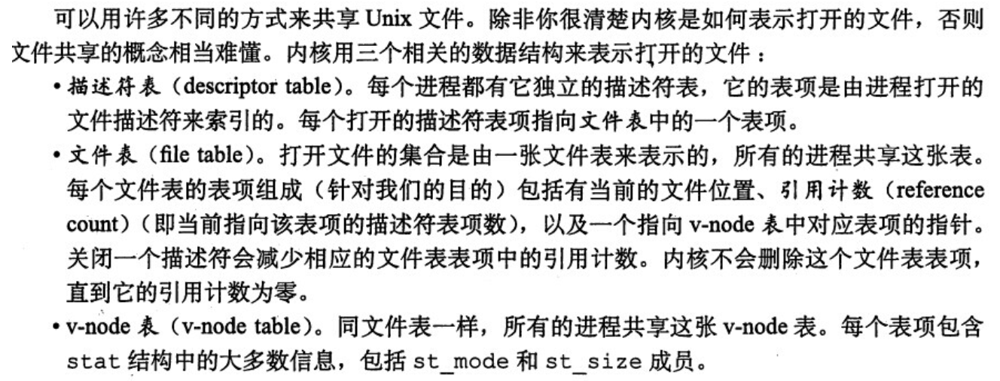 可以用许多不同的方式来共享 Unix 文件。除非你很清楚内核是如何表示打开的文件，否则
文件共享的概念相当难懂。内核用三个相关的数据结构来表示打开的文件：
• 描述符表（descriptor table）。每个进程都有它独立的描述符表，它的表项是由进程打开的
文件描述符来索引的。每个打开的描述符表项指向文件表中的一个表项。
• 文件表（file table）。打开文件的集合是由一张文件表来表示的，所有的进程共享这张表。
每个文件表的表项组成（针对我们的目的）包括有当前的文件位置、引用计数（reference
count）（即当前指向该表项的描述符表项数），以及一个指向 v-node 表中对应表项的指针。
关闭一个描述符会减少相应的文件表表项中的引用计数。内核不会删除这个文件表表项，
直到它的引用计数为零。
• v-node 表（v-node table）。同文件表一样，所有的进程共享这张 v-node 表。每个表项包含
stat 结构中的大多数信息，包括 st_mode 和 st_size 成员。